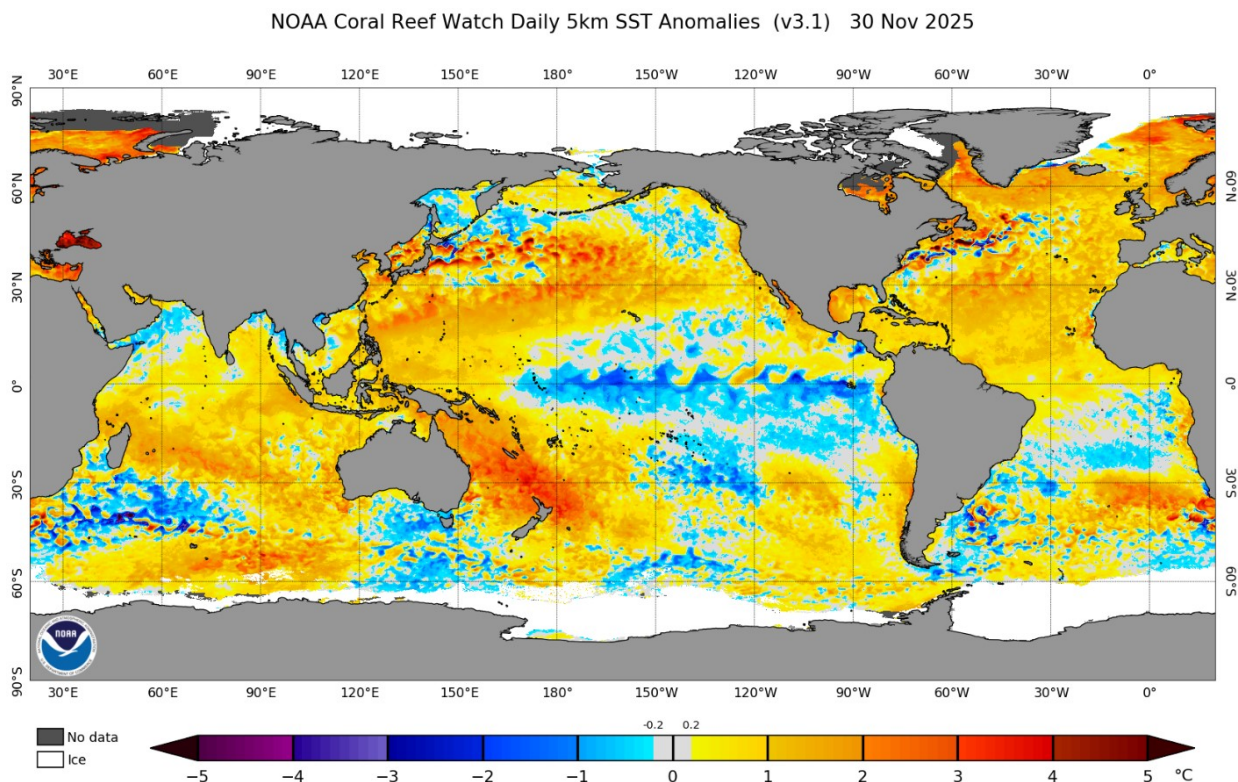 NOAA Coral Reef Watch Daily 5km SST Anomalies (v3.1) 30 Nov 2025
30°E 60°E 90°E 120°E 150°E 180° 150°W 120°W 90°W 60°W 30°W 0°
90°N
60°N 60°N
30°N 30°N
0° 0°
30°S 30°S
60°S 60°S
90°S
NOAA
30°E 60°E 90°E 120°E 150°E 180° 150°W 120°W 90°W 60°W 30°W 0°
No data
Ice
-0.2 0.2
−5 −4 −3 −2 −1 0 1 2 3 4 5 °C